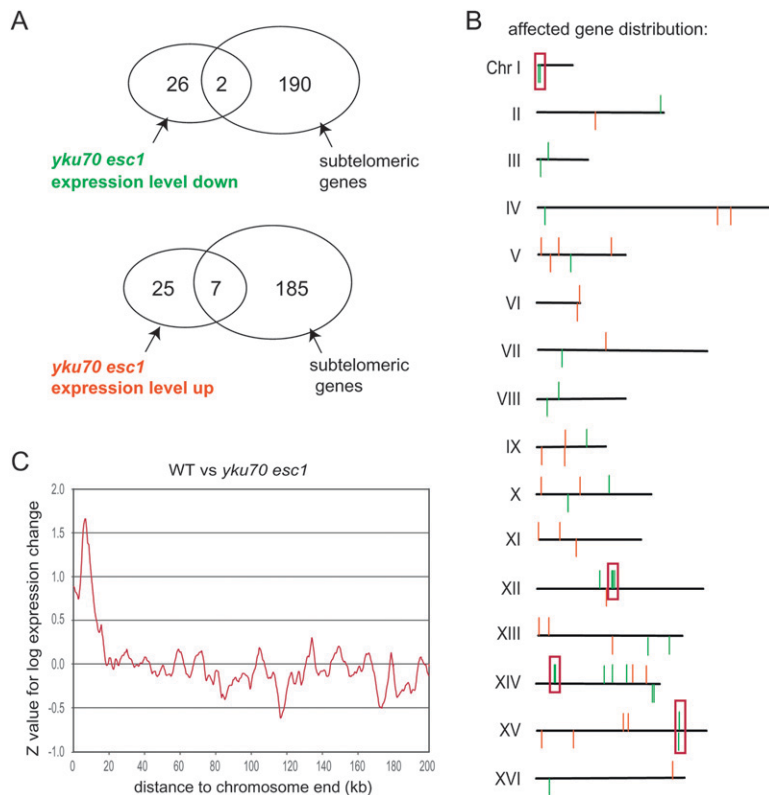 A
26
2
190
yku70 esc1
expression level down
subtelomeric
genes
25
7
185
yku70 esc1
expression level up
subtelomeric
genes
B
affected gene distribution:
Chr I
II
III
IV
V
VI
VII
VIII
IX
X
XI
XII
XIII
XIV
XV
XVI
C
WT vs yku70 esc1
Z value for log expression change
2.0
1.5
1.0
0.5
0.0
-0.5
-1.0
0
20
40
60
80
100
120
140
160
180
200
distance to chromosome end (kb)